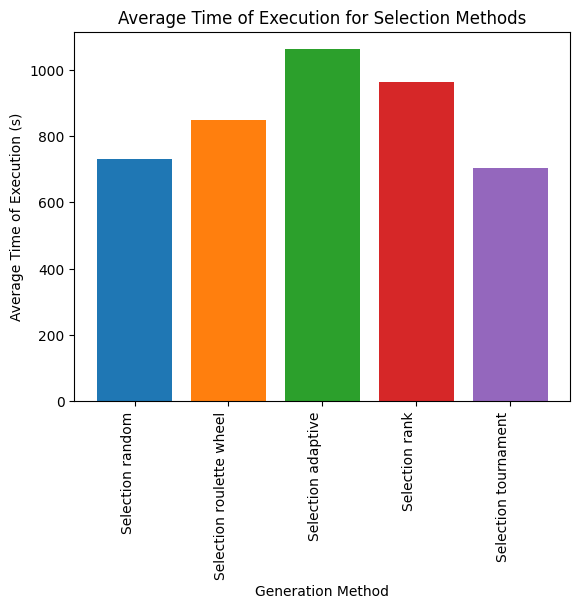 Average Time of Execution for Selection Methods
Average Time of Execution (s)
1000
800
600
400
200
0
Selection random
Selection roulette wheel
Selection adaptive
Selection rank
Selection tournament
Generation Method